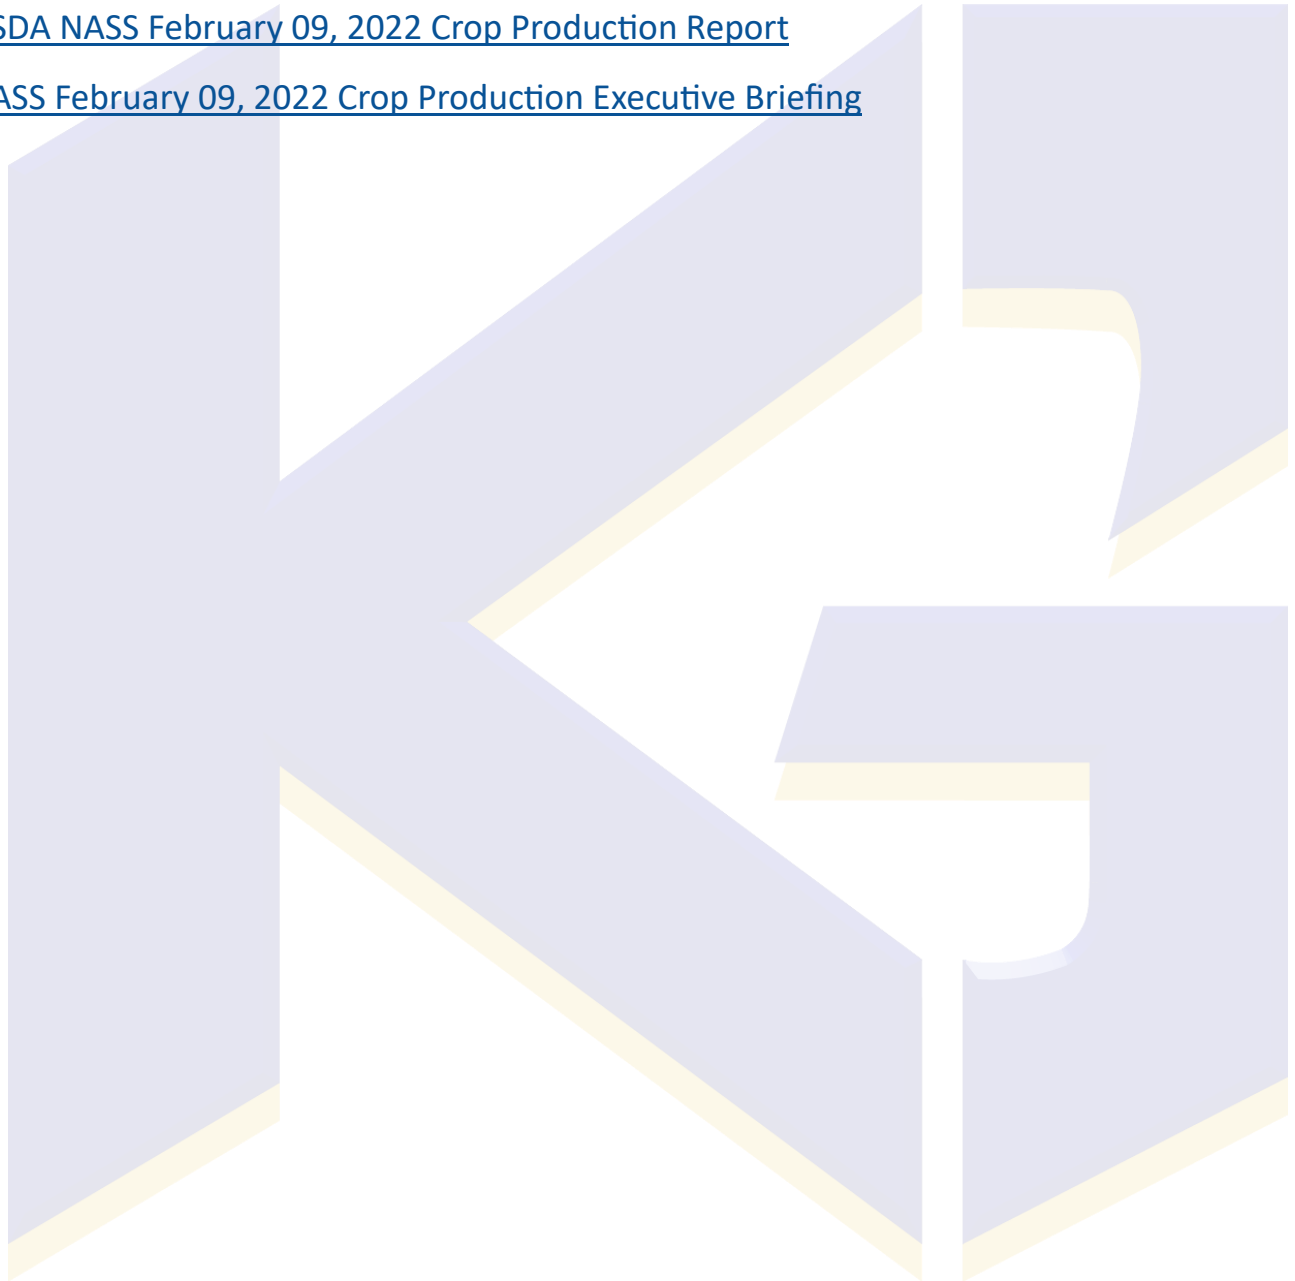 SDA NASS February 09, 2022 Crop Production Report
ASS February 09, 2022 Crop Production Executive Briefing